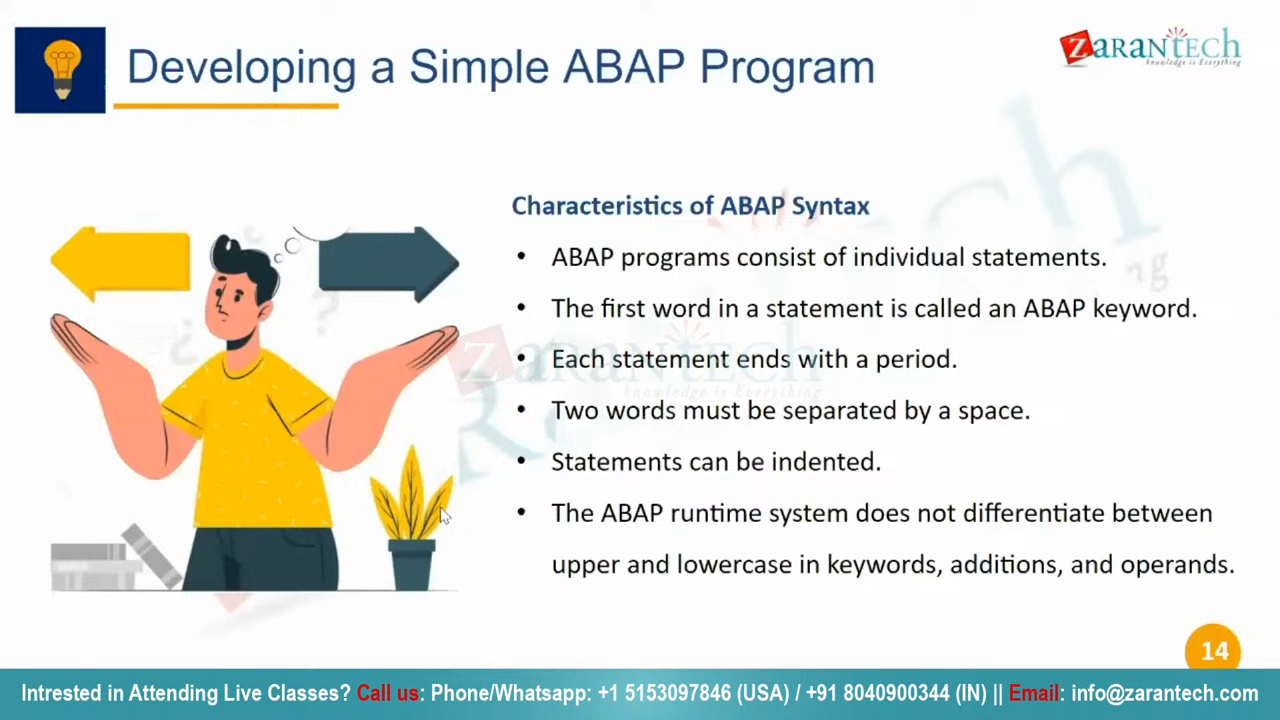 Developing a Simple ABAP Program
ZaranTech
knowledge is Everything
Characteristics of ABAP Syntax
• ABAP programs consist of individual statements.
• The first word in a statement is called an ABAP keyword.
• Each statement ends with a period.
• Two words must be separated by a space.
• Statements can be indented.
• The ABAP runtime system does not differentiate between
upper and lowercase in keywords, additions, and operands.
ZaranTech
knowledge is Everything
14
Intrested in Attending Live Classes? Call us: Phone/Whatsapp: +1 5153097846 (USA) / +91 8040900344 (IN) || Email: info@zarantech.com